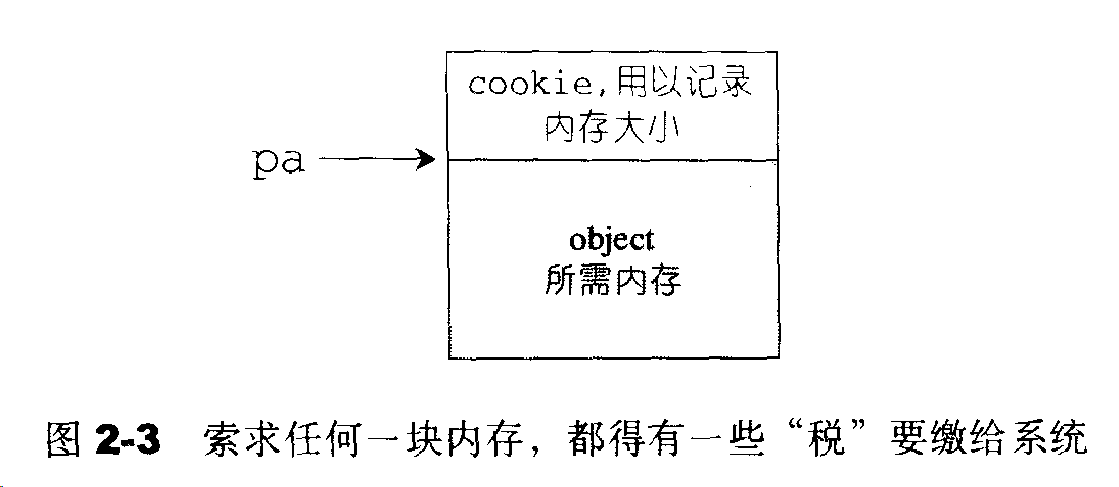 cookie,用以记录
内存大小
pa
object
所需内存
图 2-3 索求任何一块内存，都得有一些“税”要缴给系统